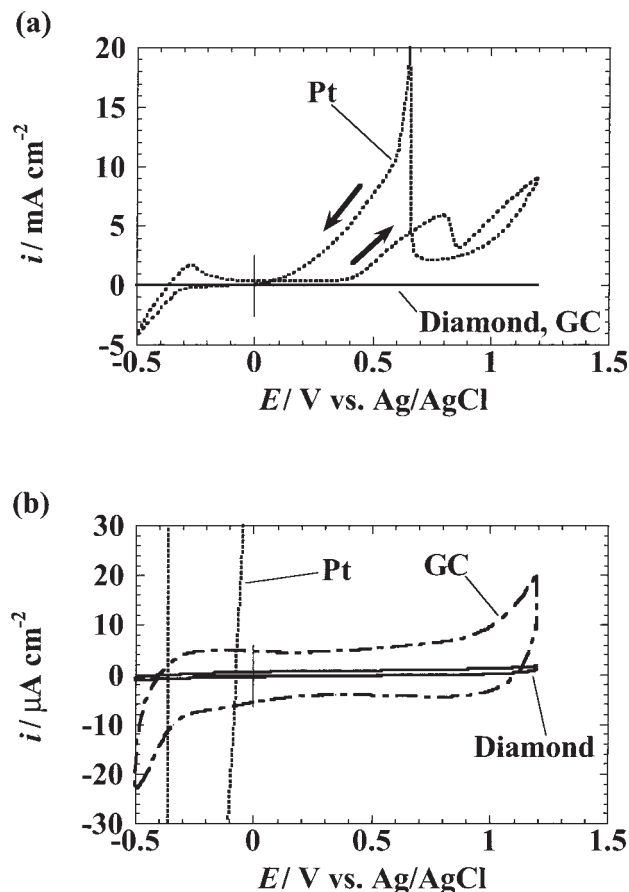 (a)
20
15
10
5
0
-5
i / mA cm⁻²
Pt
Diamond, GC
-0.5 0 0.5 1 1.5
E / V vs. Ag/AgCl
(b)
30
20
10
0
-10
-20
-30
i / μA cm⁻²
Pt
GC
Diamond
-0.5 0 0.5 1 1.5
E / V vs. Ag/AgCl